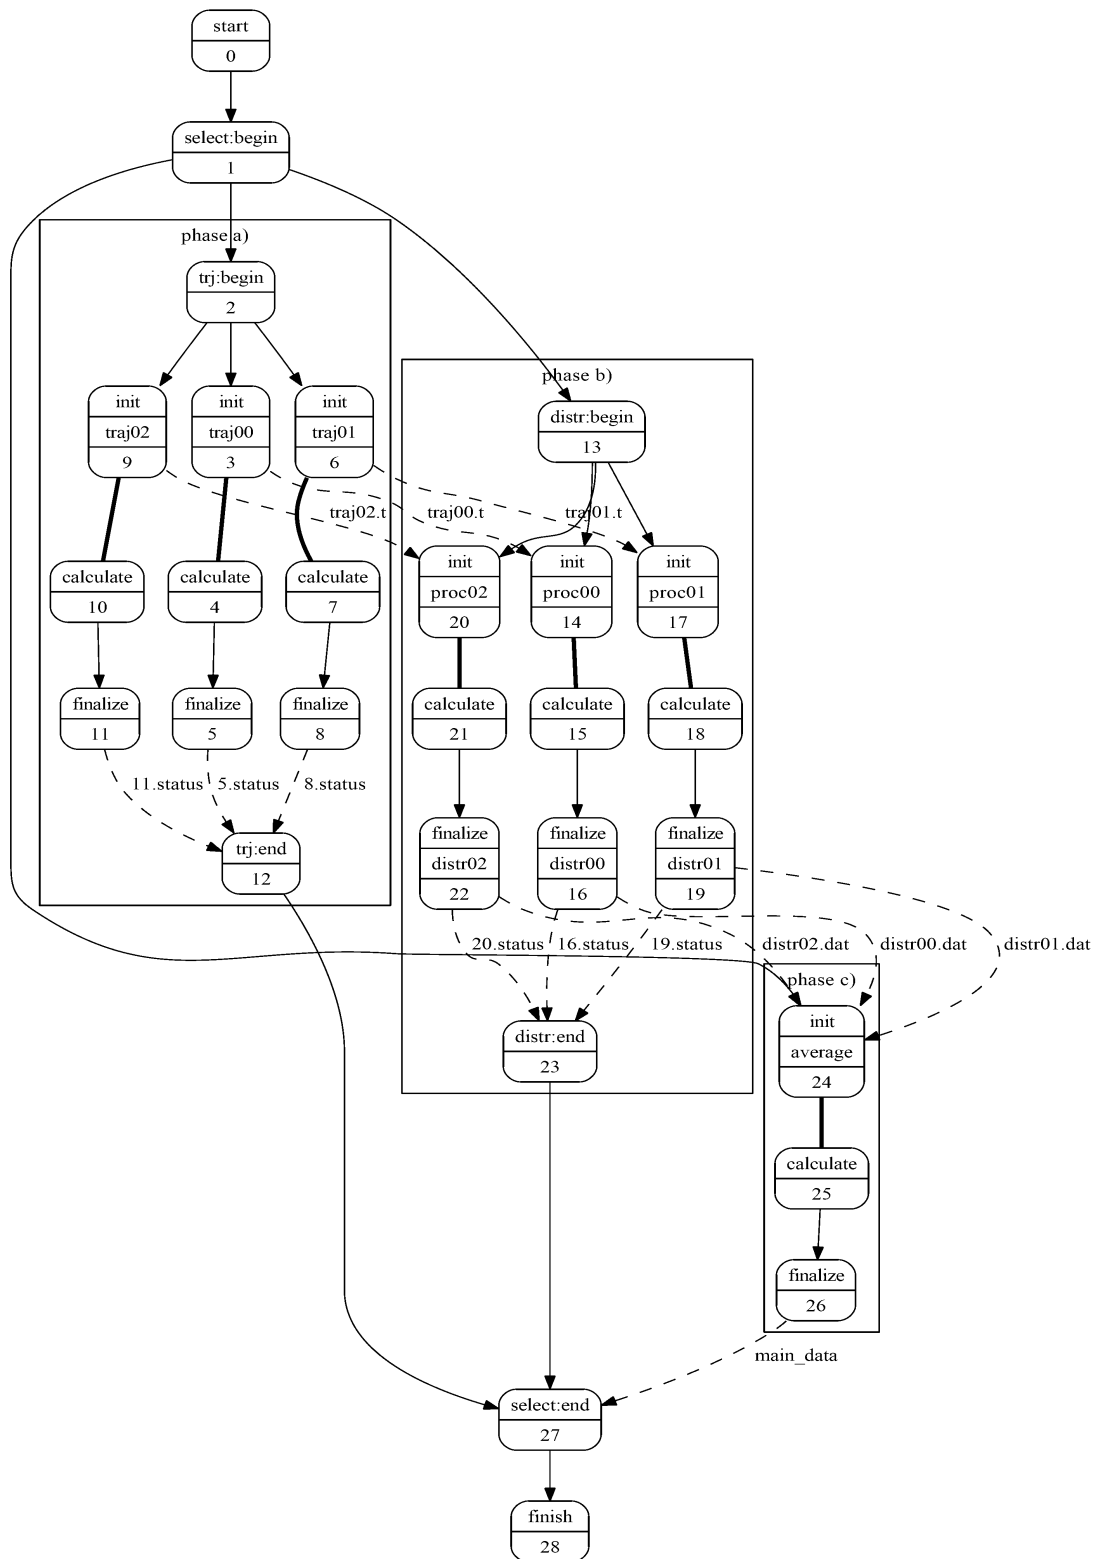 start
0
select:begin
1
phase a)
trj:begin
2
phase b)
init
traj02
9
init
traj00
3
init
traj01
6
distr:begin
13
traj02.t
traj00.t
traj01.t
calculate
10
calculate
4
calculate
7
init
proc02
20
init
proc00
14
init
proc01
17
finalize
11
finalize
5
finalize
8
calculate
21
calculate
15
calculate
18
11.status
5.status
8.status
trj:end
12
finalize
distr02
22
finalize
distr00
16
finalize
distr01
19
20.status
16.status
19.status
distr02.dat
distr00.dat
distr01.dat
phase c)
distr:end
23
init
average
24
calculate
25
finalize
26
main_data
select:end
27
finish
28